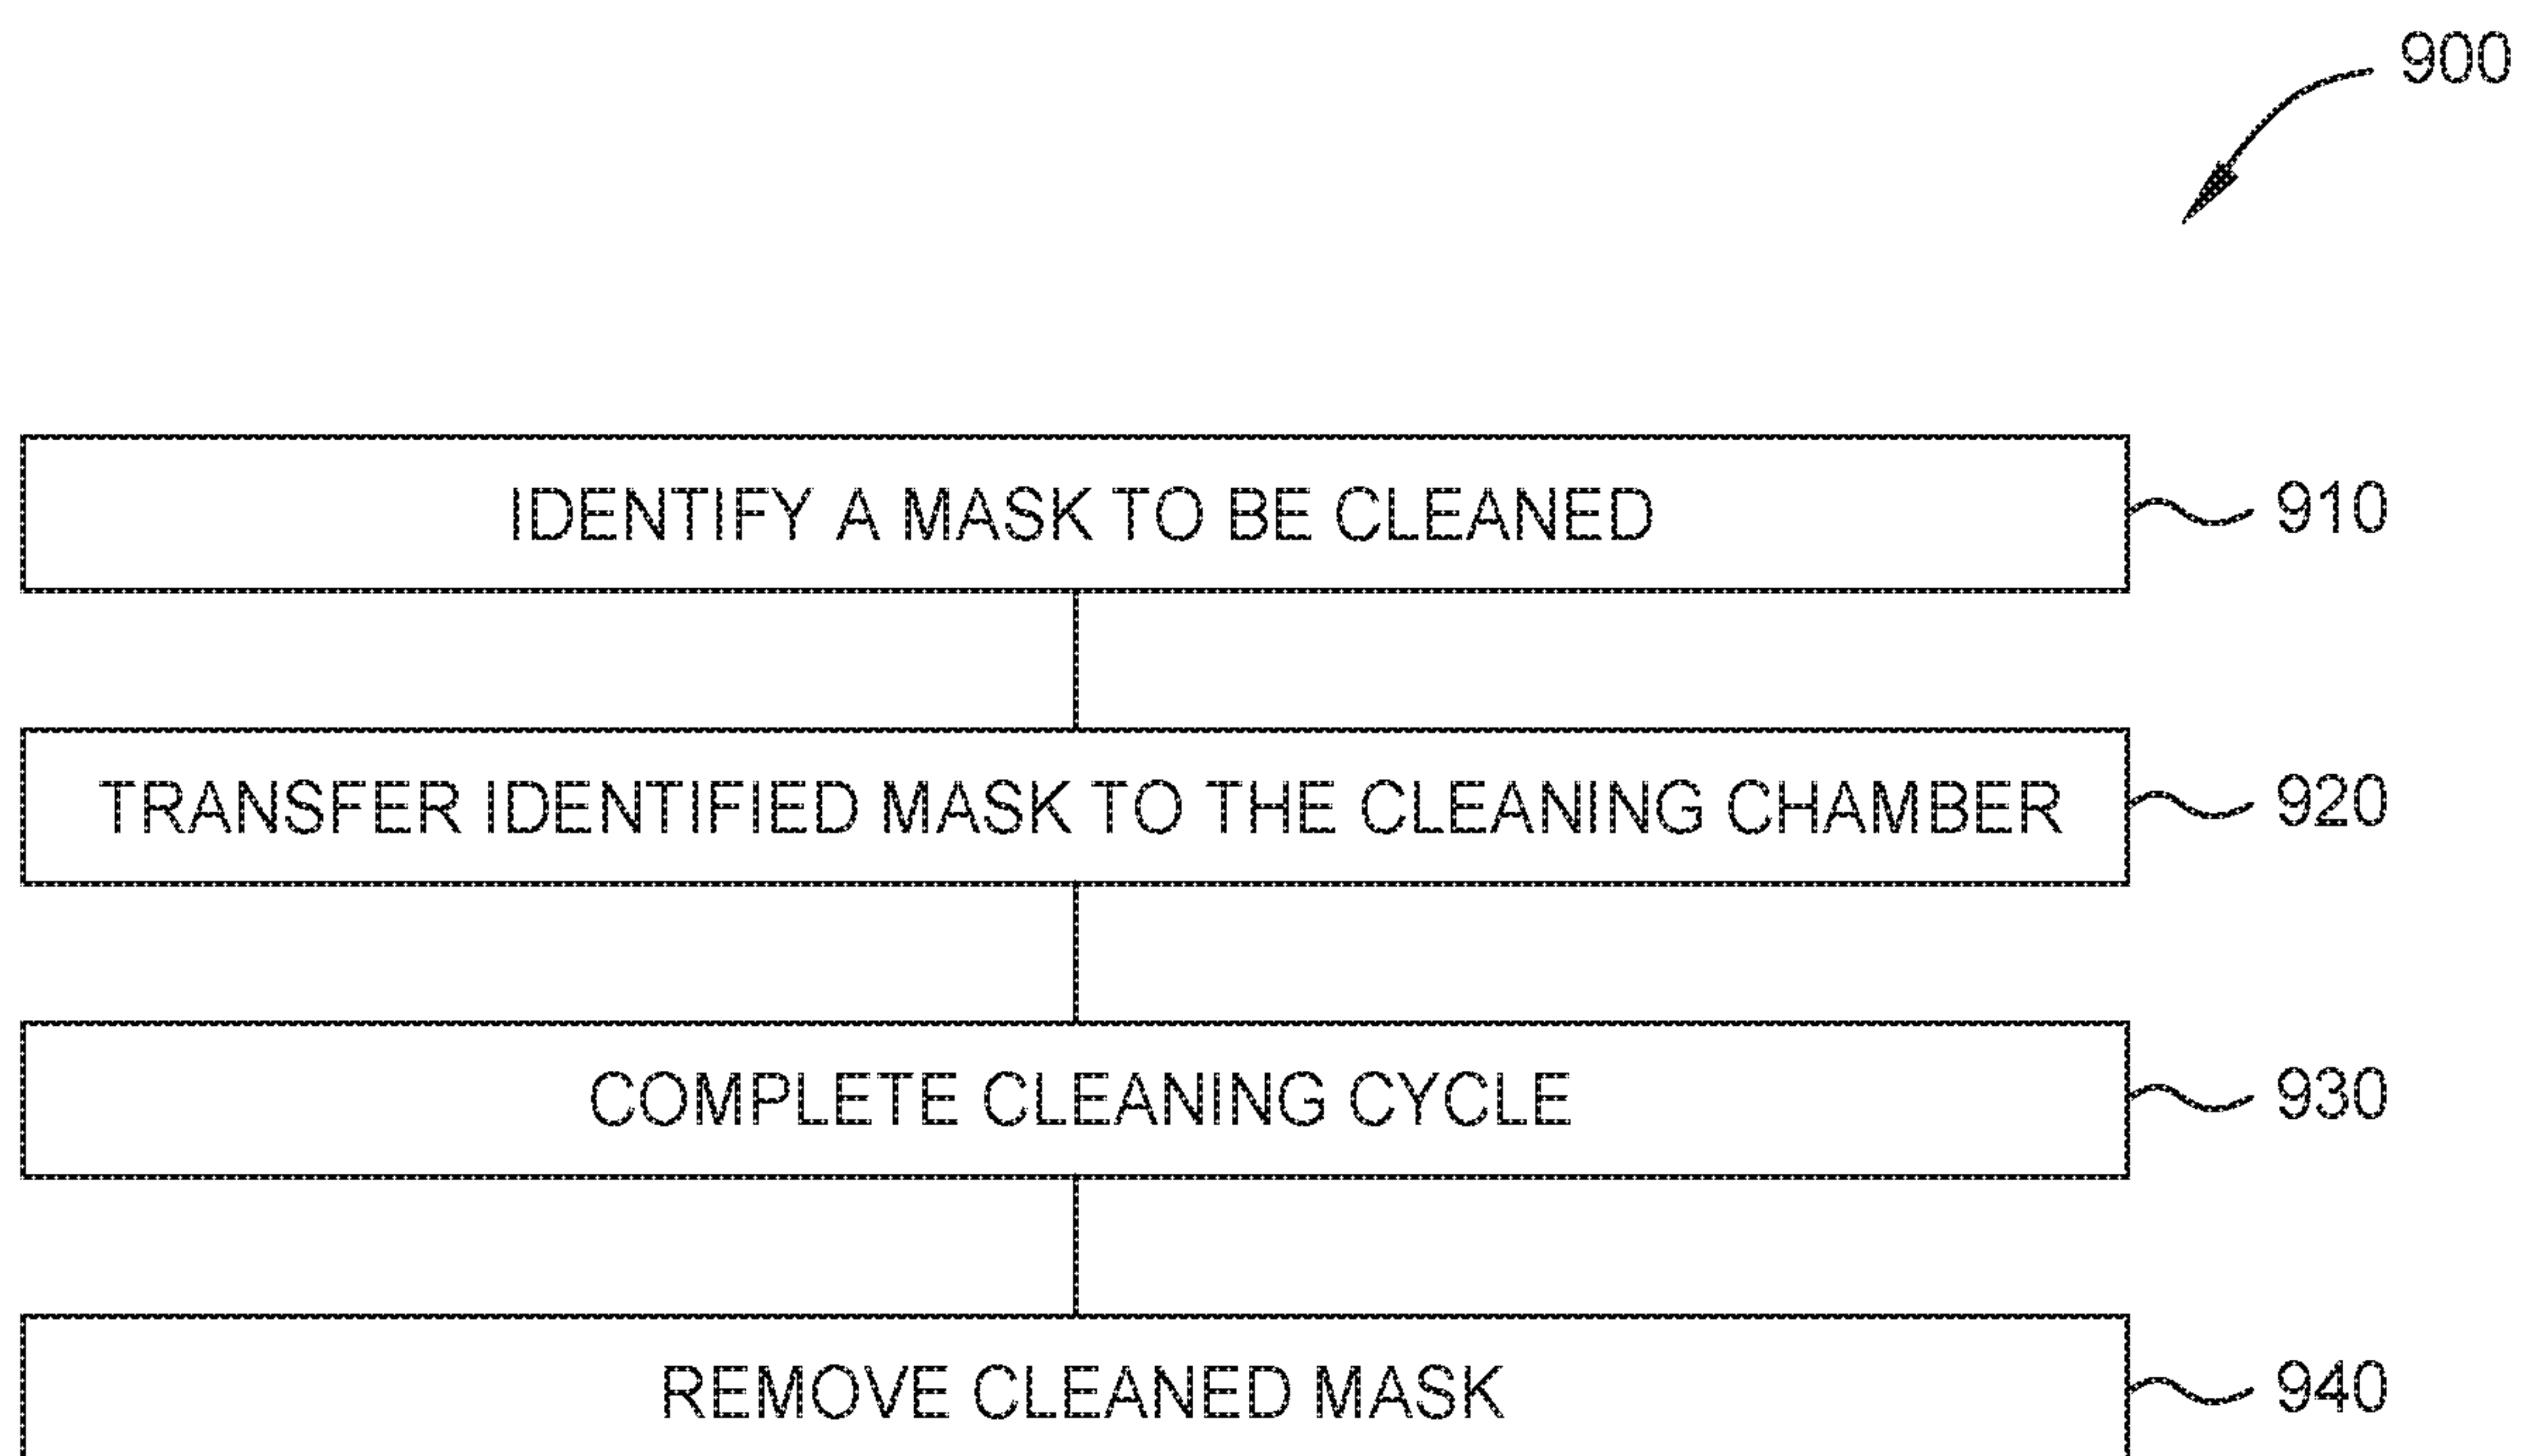 900
IDENTIFY A MASK TO BE CLEANED 910
TRANSFER IDENTIFIED MASK TO THE CLEANING CHAMBER 920
COMPLETE CLEANING CYCLE 930
REMOVE CLEANED MASK 940